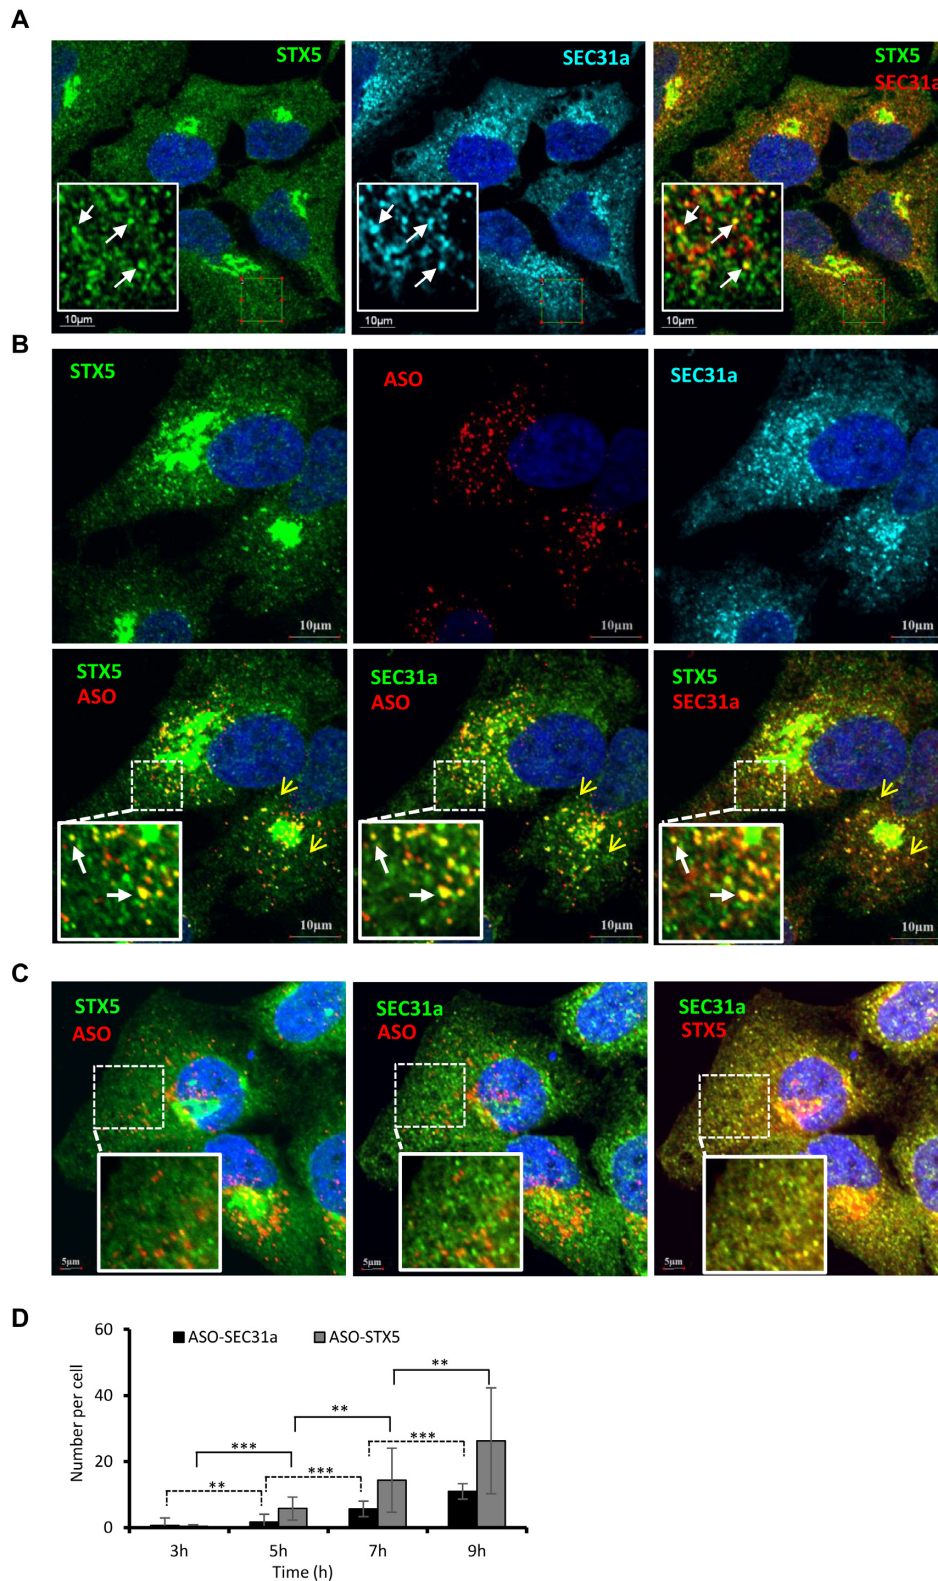 A
STX5
SEC31a
STX5
SEC31a
10µm
10µm
10µm
B
STX5
ASO
SEC31a
10µm
10µm
10µm
STX5
ASO
SEC31a
ASO
STX5
SEC31a
10µm
10µm
10µm
C
STX5
ASO
SEC31a
ASO
SEC31a
STX5
5µm
5µm
5µm
D
60
40
20
0
Number per cell
ASO-SEC31a
ASO-STX5
**
***
**
***
***
**
3h
5h
7h
9h
Time (h)